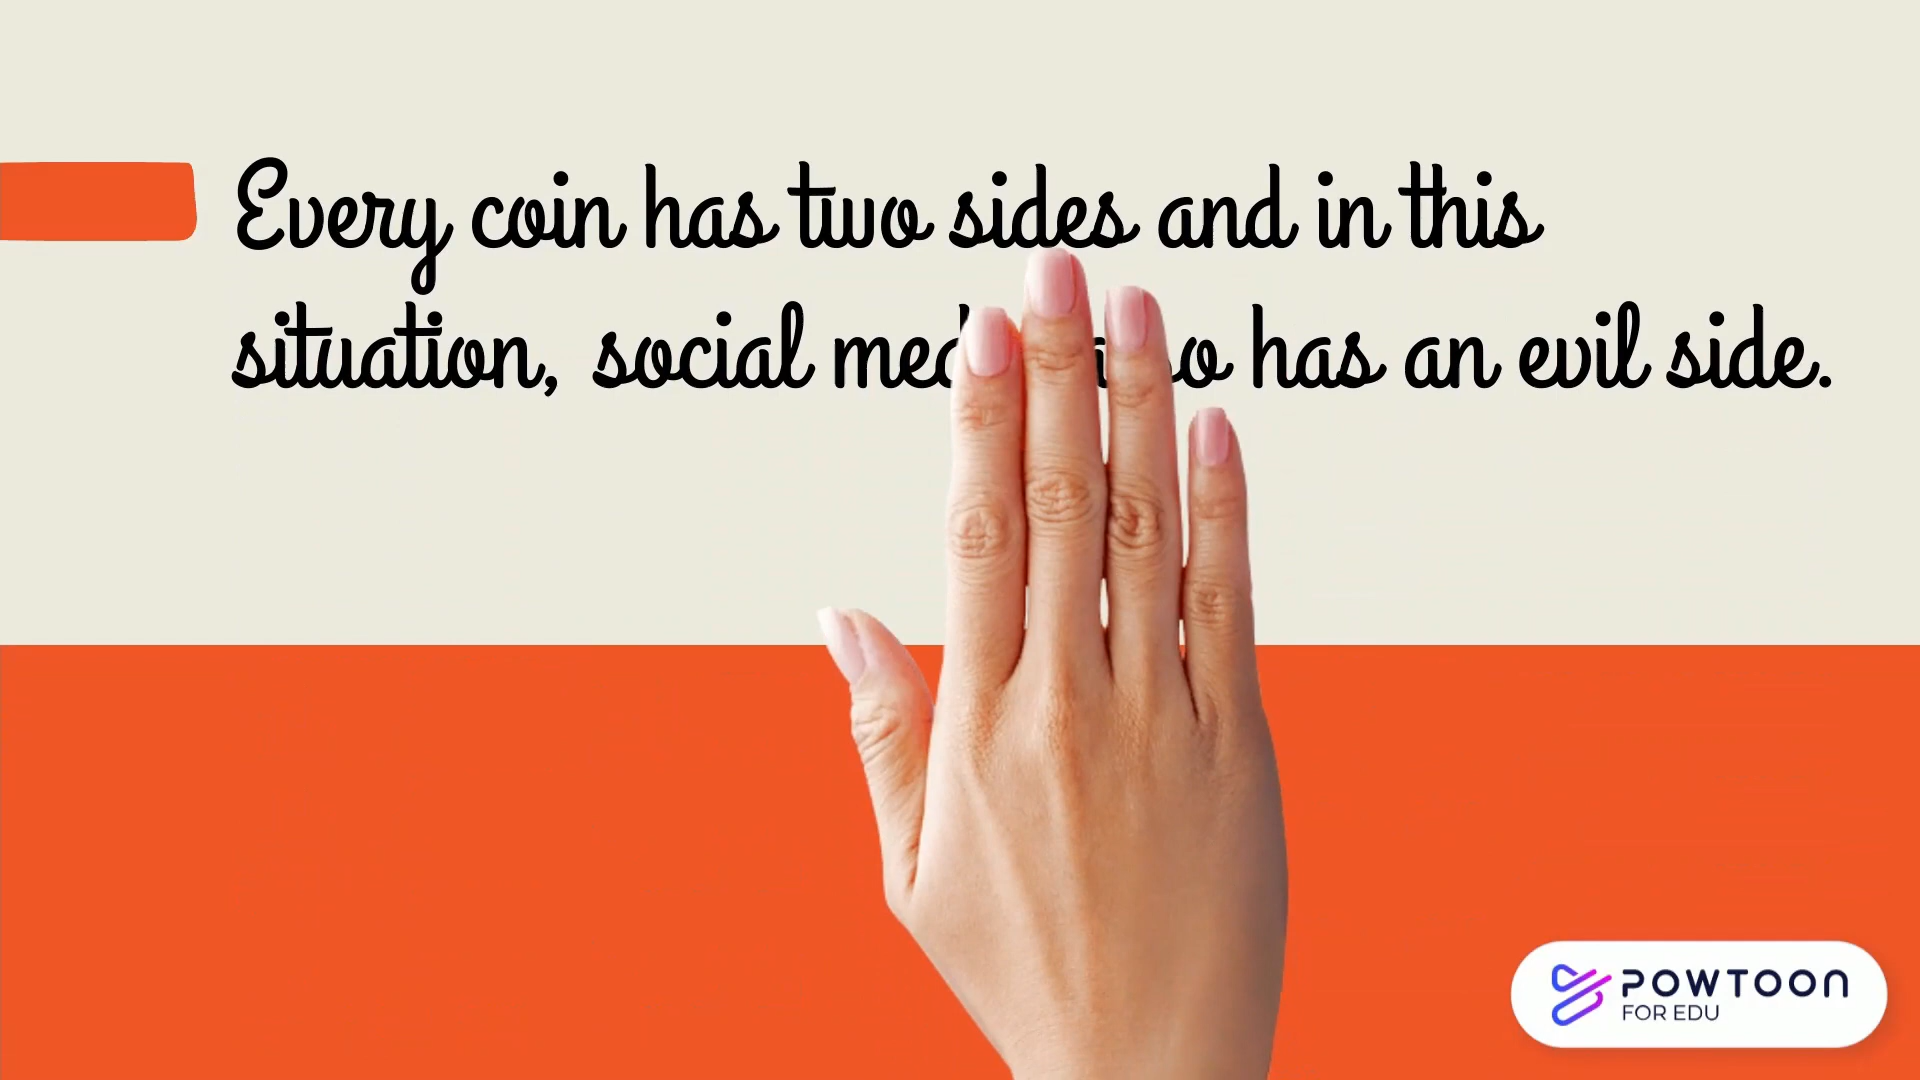 Every coin has two sides and in this
situation, social has an evil side.
POWTOON
FOR EDU